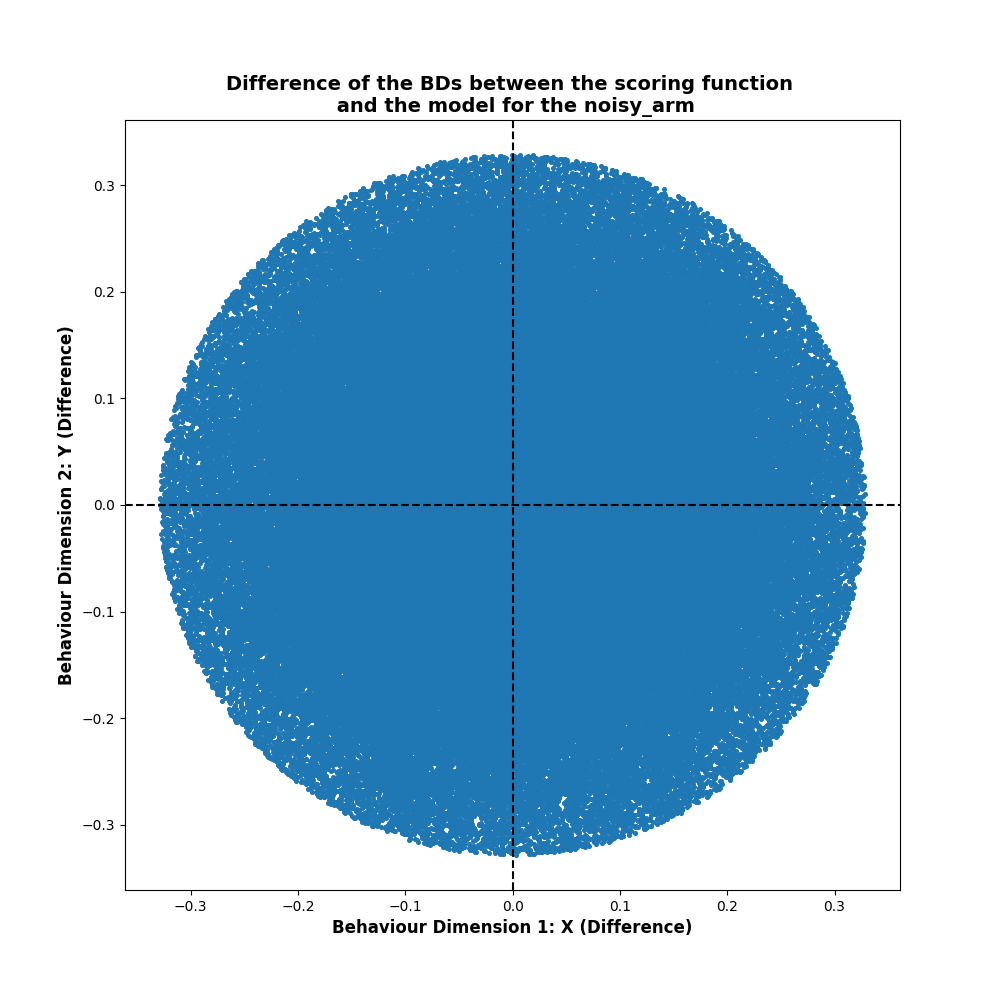 Difference of the BDs between the scoring function
and the model for the noisy_arm
0.3
0.2
0.1
0.0
−0.1
−0.2
−0.3
Behaviour Dimension 2: Y (Difference)
−0.3 −0.2 −0.1 0.0 0.1 0.2 0.3
Behaviour Dimension 1: X (Difference)